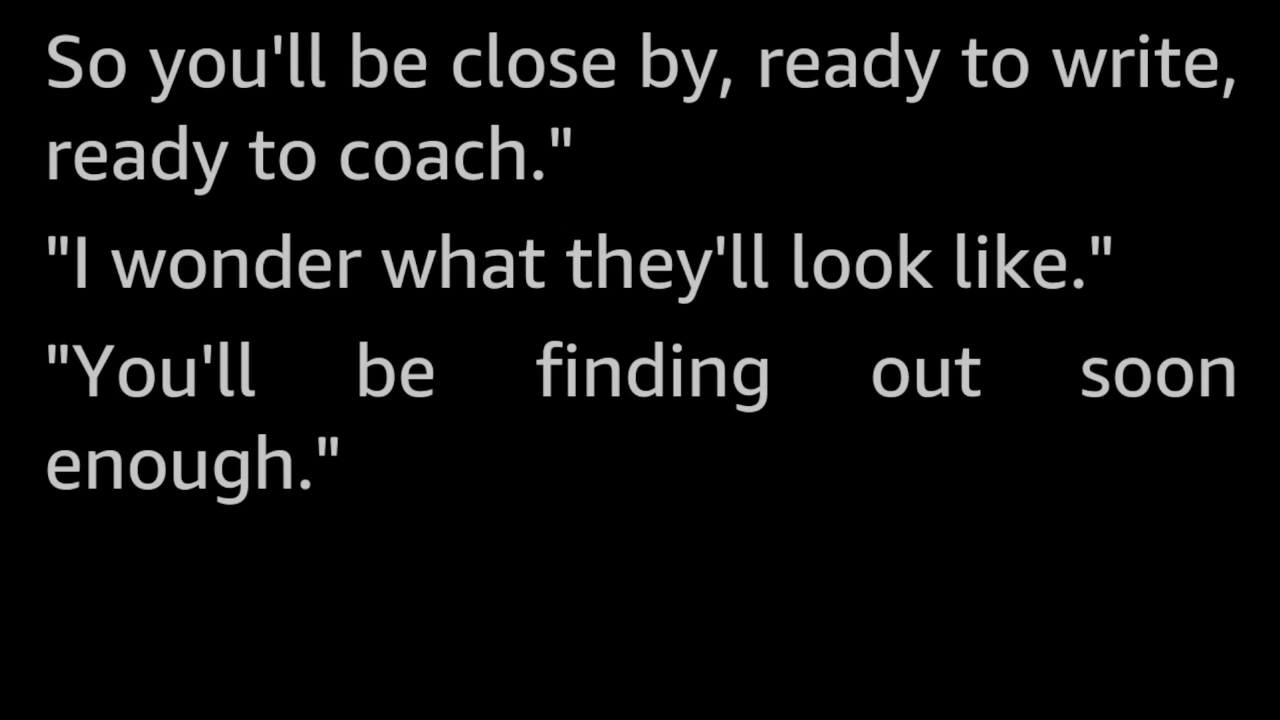 So you'll be close by, ready to write,
ready to coach."
"I wonder what they'll look like."
"You'll be finding out soon
enough."